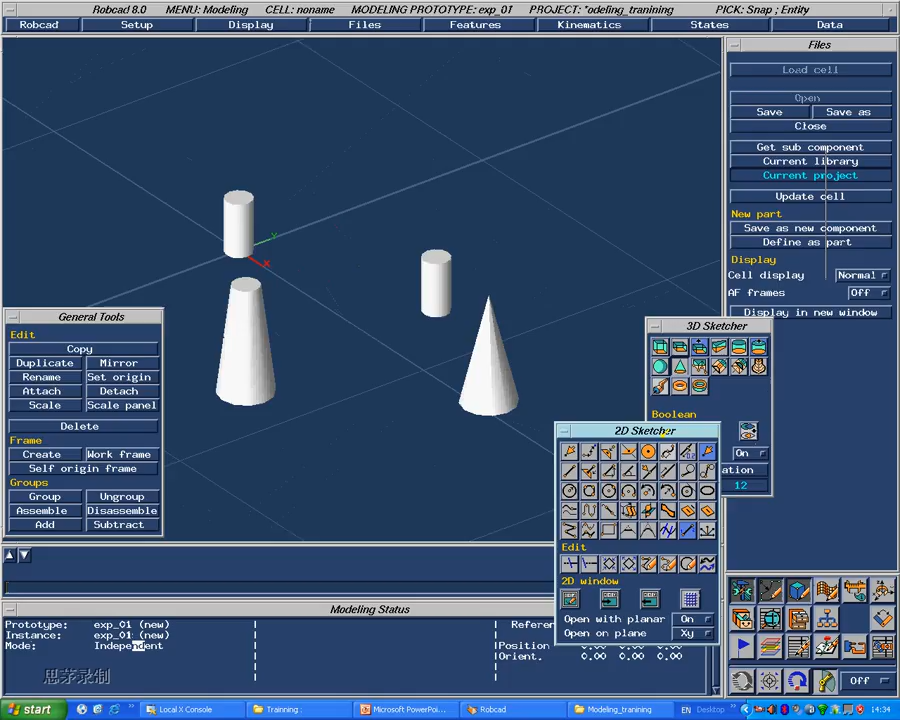 Robcad 8.0 MENU: Modeling CELL: noname MODELING PROTOTYPE: exp_01 PROJECT: "odeling_tranining PICK: Snap ; Entity
Robcad Setup Display Files Features Kinematics States Data
Files
Load cell
Open
Save Save as
Close
Get sub component
Current library
Current project
Update cell
New part
Save as new component
Define as part
Display
Cell display Normal
AF frames Off
Display in new window
Y
X
General Tools
Edit
Copy
Duplicate Mirror
Rename Set origin
Attach Detach
Scale Scale panel
Delete
Frame
Create Work frame
Self origin frame
Groups
Group Ungroup
Assemble Disassemble
Add Subtract
3D Sketcher
Boolean
On
ation
12
2D Sketcher
Edit
2D window
Open with planar On
Open on plane Xy
Modeling Status
Prototype: exp_01 (new)
Instance: exp_01 (new)
Mode: Independent
Referen
Position 0.00 0.00 0.00
Orient. 0.00 0.00 0.00
思茅录制
Off
start Local X Console Trainning Microsoft PowerPoi... Robcad Modeling_tranining EN Desktop 14:34